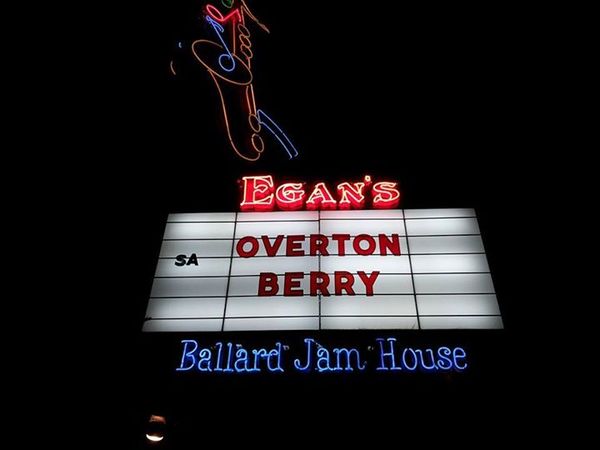 EGAN'S
SA
OVERTON
BERRY
Ballard Jam House